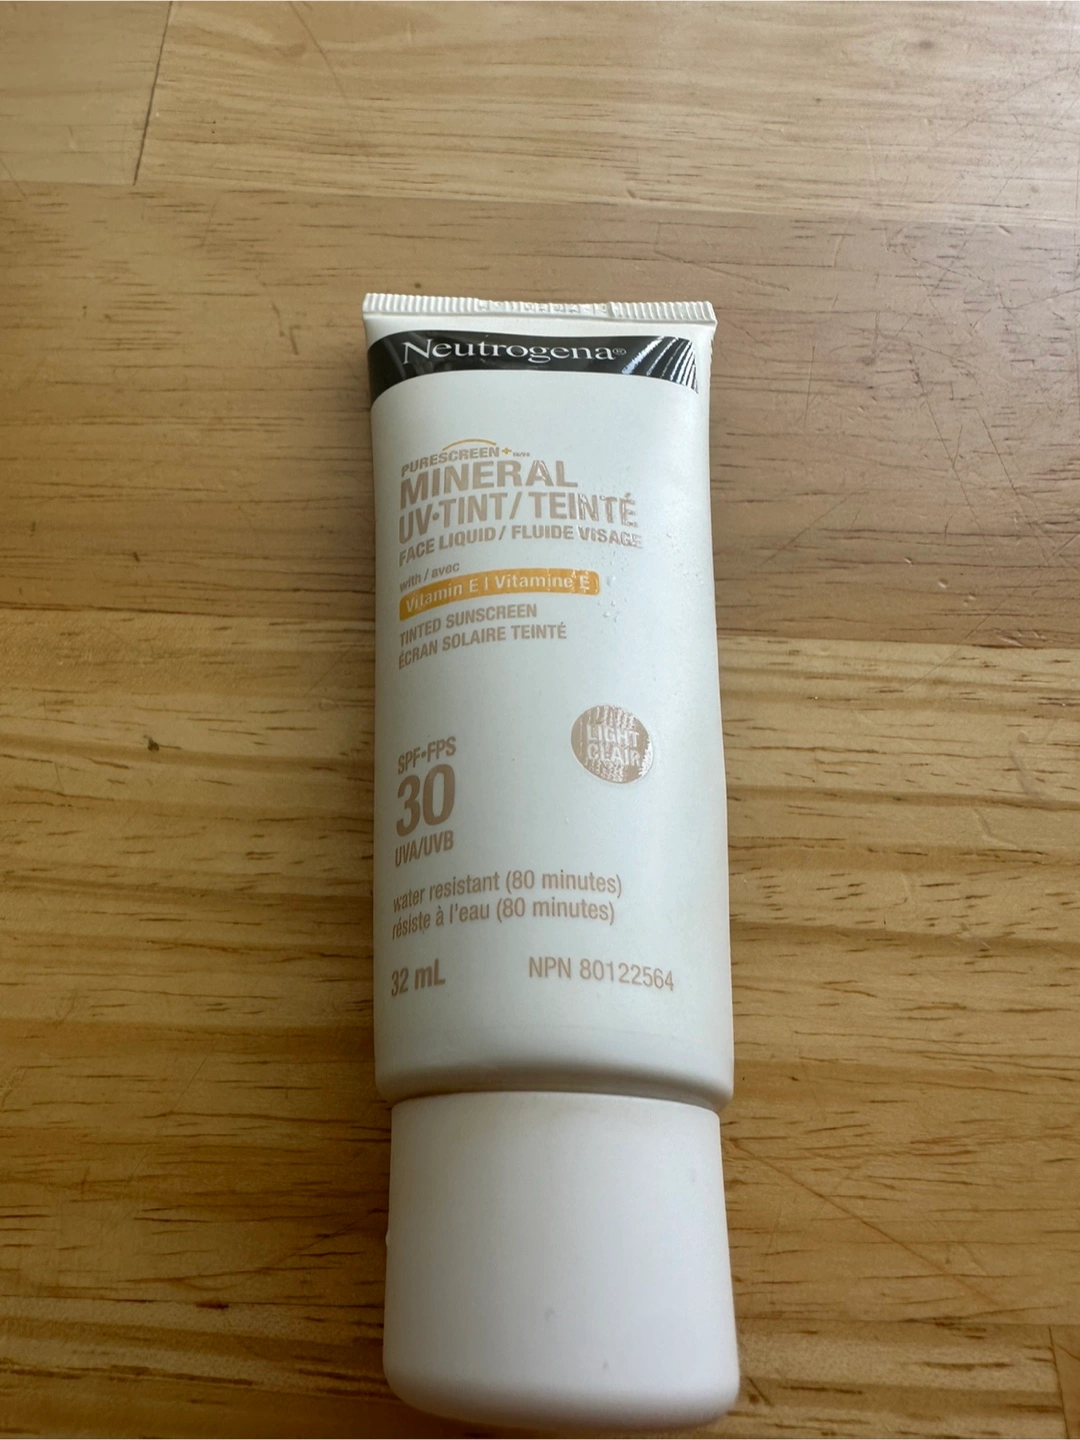 Neutrogena®
PURESCREEN+
MINERAL
UV•TINT / TEINTÉ
FACE LIQUID / FLUIDE VISAGE
with / avec
Vitamin E | Vitamine E
TINTED SUNSCREEN
ÉCRAN SOLAIRE TEINTÉ
LIGHT
CLAIR
SPF•FPS
30
UVA/UVB
water resistant (80 minutes)
résiste à l'eau (80 minutes)
32 mL
NPN 80122564